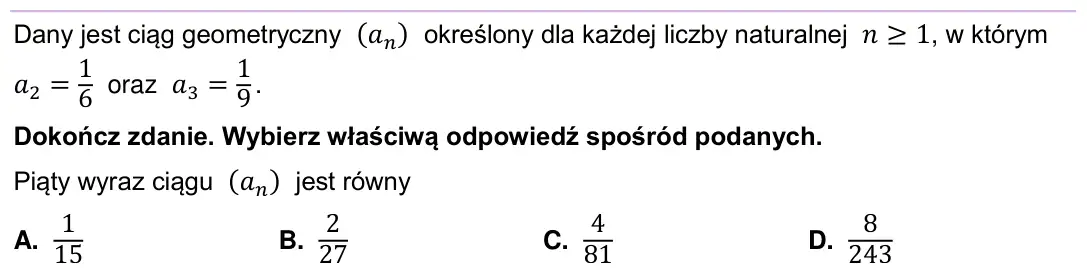 Dany jest ciąg geometryczny (aₙ) określony dla każdej liczby naturalnej n ≥ 1, w którym
a₂ = 1/6 oraz a₃ = 1/9.
Dokończ zdanie. Wybierz właściwą odpowiedź spośród podanych.
Piąty wyraz ciągu (aₙ) jest równy
A. 1/15 B. 2/27 C. 4/81 D. 8/243